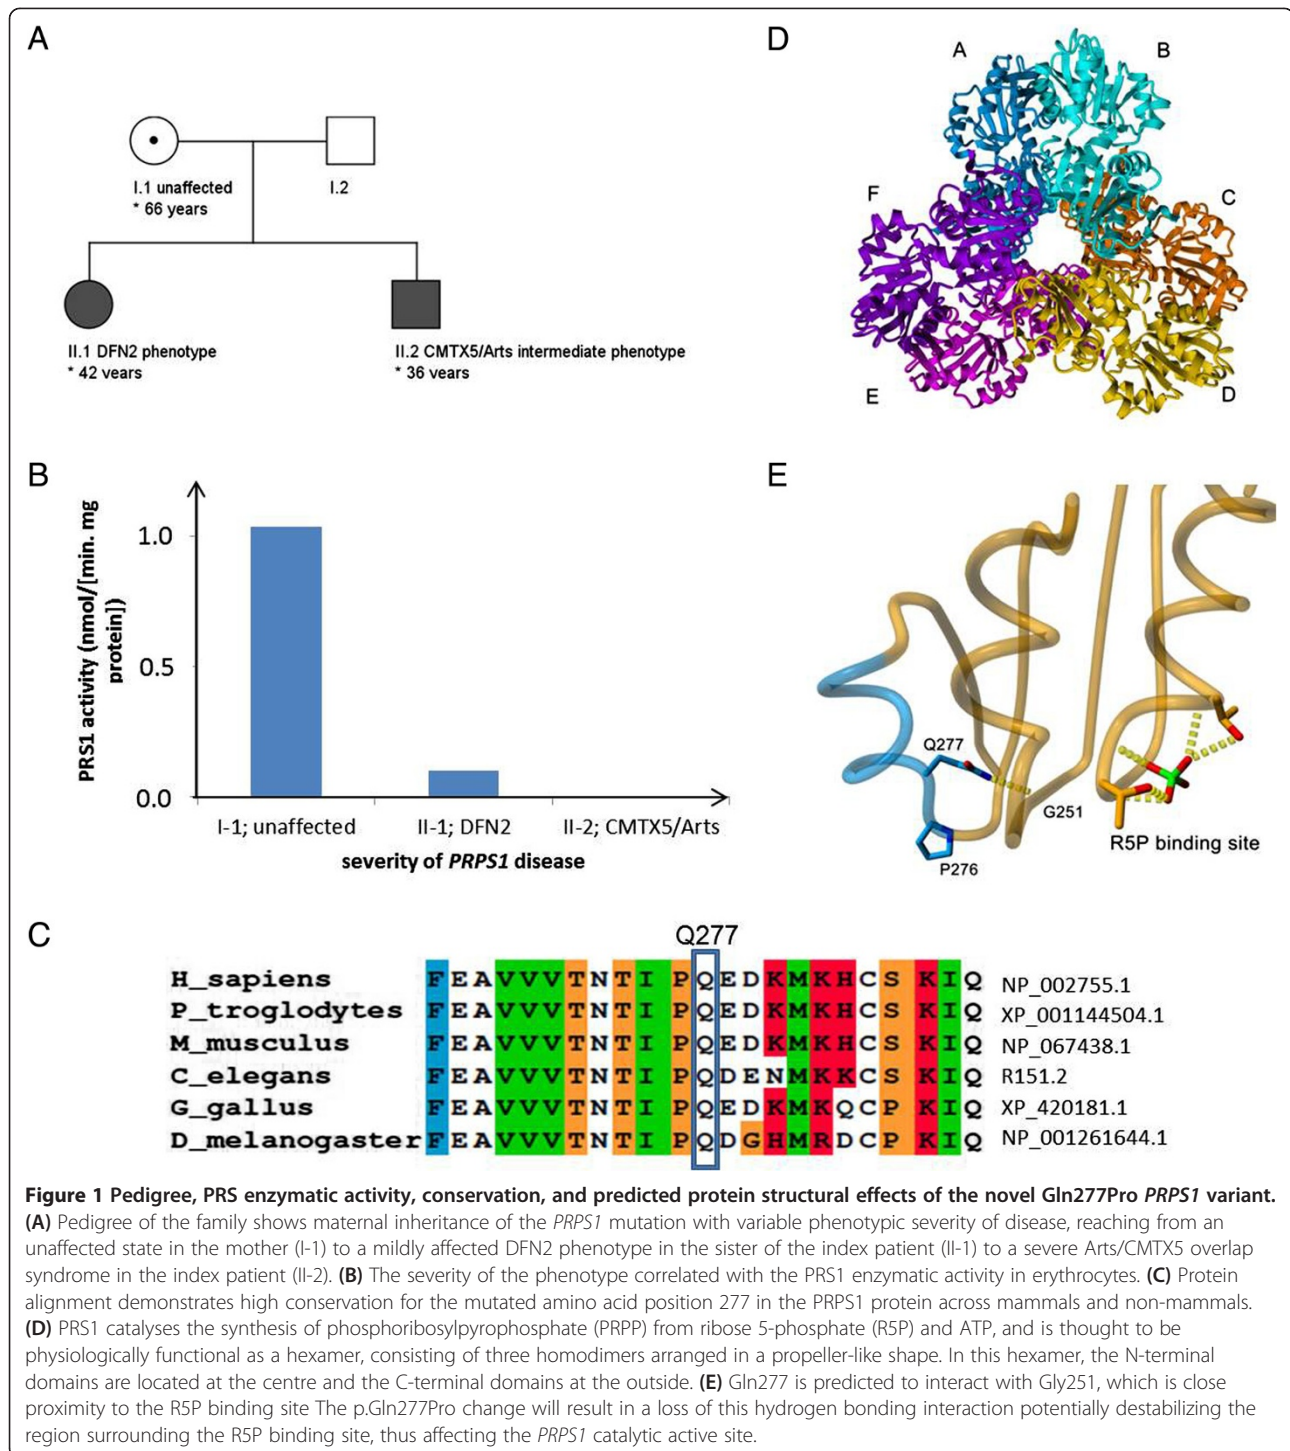 A
I.1 unaffected
* 66 years
I.2
II.1 DFN2 phenotype
* 42 years
II.2 CMTX5/Arts intermediate phenotype
* 36 years
D
A
B
C
D
E
F
B
PRS1 activity (nmol/[min. mg
protein])
1.0
0.5
0.0
I-1; unaffected
II-1; DFN2
II-2; CMTX5/Arts
severity of PRPS1 disease
E
Q277
G251
P276
R5P binding site
C
Q277
H_sapiens FEAVVVTNTIPQEDKMKHCSKIQ NP_002755.1
P_troglodytes FEAVVVTNTIPQEDKMKHCSKIQ XP_001144504.1
M_musculus FEAVVVTNTIPQEDKMKHCSKIQ NP_067438.1
C_elegans FEAVVVTNTIPQDENMKKCSKIQ R151.2
G_gallus FEAVVVTNTIPQEDKMKQCPKIQ XP_420181.1
D_melanogaster FEAVVVTNTIPQDGHMRDCPKIQ NP_001261644.1
Figure 1 Pedigree, PRS enzymatic activity, conservation, and predicted protein structural effects of the novel Gln277Pro PRPS1 variant.
(A) Pedigree of the family shows maternal inheritance of the PRPS1 mutation with variable phenotypic severity of disease, reaching from an
unaffected state in the mother (I-1) to a mildly affected DFN2 phenotype in the sister of the index patient (II-1) to a severe Arts/CMTX5 overlap
syndrome in the index patient (II-2). (B) The severity of the phenotype correlated with the PRS1 enzymatic activity in erythrocytes. (C) Protein
alignment demonstrates high conservation for the mutated amino acid position 277 in the PRPS1 protein across mammals and non-mammals.
(D) PRS1 catalyses the synthesis of phosphoribosylpyrophosphate (PRPP) from ribose 5-phosphate (R5P) and ATP, and is thought to be
physiologically functional as a hexamer, consisting of three homodimers arranged in a propeller-like shape. In this hexamer, the N-terminal
domains are located at the centre and the C-terminal domains at the outside. (E) Gln277 is predicted to interact with Gly251, which is close
proximity to the R5P binding site The p.Gln277Pro change will result in a loss of this hydrogen bonding interaction potentially destabilizing the
region surrounding the R5P binding site, thus affecting the PRPS1 catalytic active site.